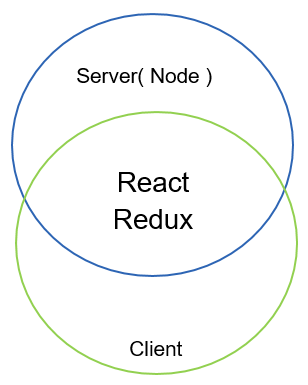 Server( Node )
React
Redux
Client